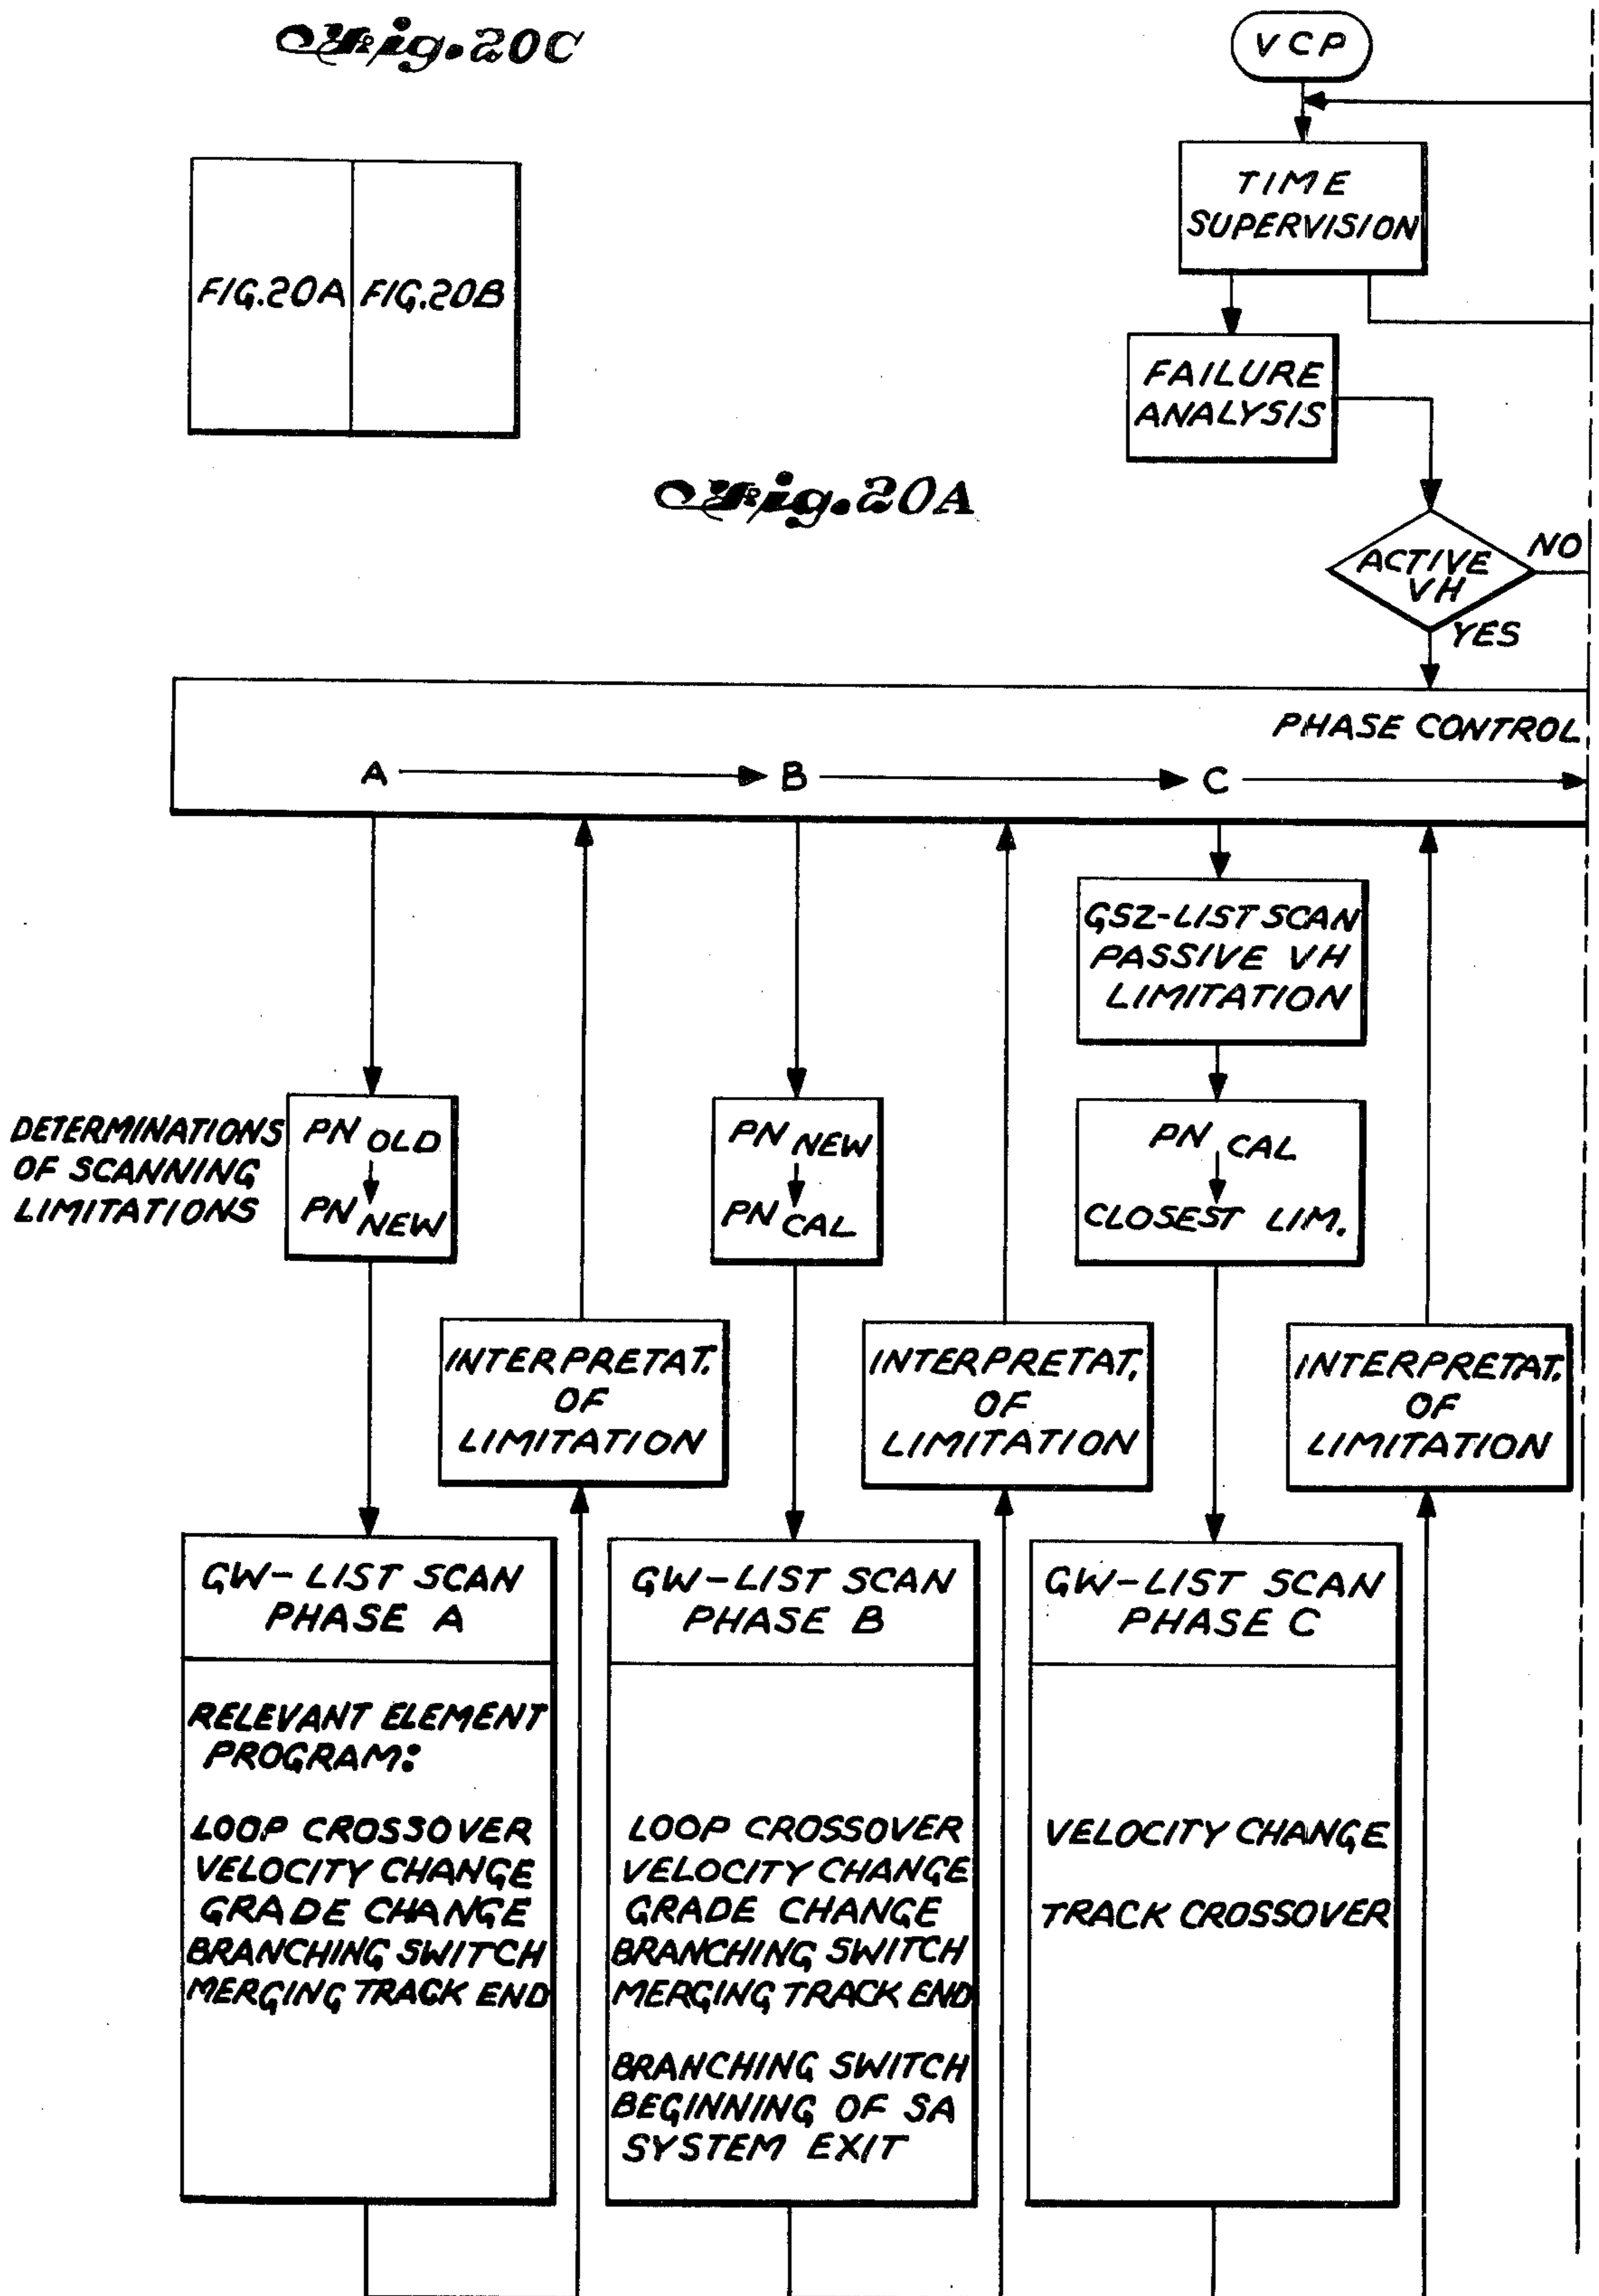 Fig. 20C
VCP
TIME
SUPERVISION
FIG. 20A FIG. 20B
FAILURE
ANALYSIS
Fig. 20A
ACTIVE
VH
NO
YES
PHASE CONTROL
A B C
GSZ-LIST SCAN
PASSIVE VH
LIMITATION
DETERMINATIONS
OF SCANNING
LIMITATIONS
PN OLD
PN NEW
PN NEW
PN CAL
PN CAL
CLOSEST LIM.
INTERPRETAT.
OF
LIMITATION
INTERPRETAT.
OF
LIMITATION
INTERPRETAT.
OF
LIMITATION
GW-LIST SCAN
PHASE A
RELEVANT ELEMENT
PROGRAM:
LOOP CROSSOVER
VELOCITY CHANGE
GRADE CHANGE
BRANCHING SWITCH
MERGING TRACK END
GW-LIST SCAN
PHASE B
LOOP CROSSOVER
VELOCITY CHANGE
GRADE CHANGE
BRANCHING SWITCH
MERGING TRACK END
BRANCHING SWITCH
BEGINNING OF SA
SYSTEM EXIT
GW-LIST SCAN
PHASE C
VELOCITY CHANGE
TRACK CROSSOVER